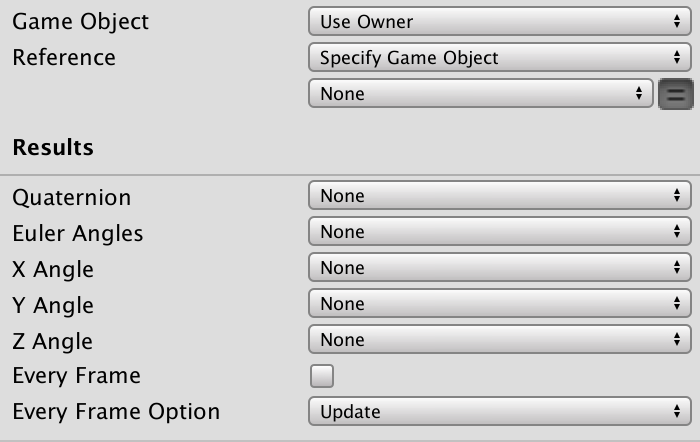 Game Object Use Owner
Reference Specify Game Object
None
Results
Quaternion None
Euler Angles None
X Angle None
Y Angle None
Z Angle None
Every Frame
Every Frame Option Update